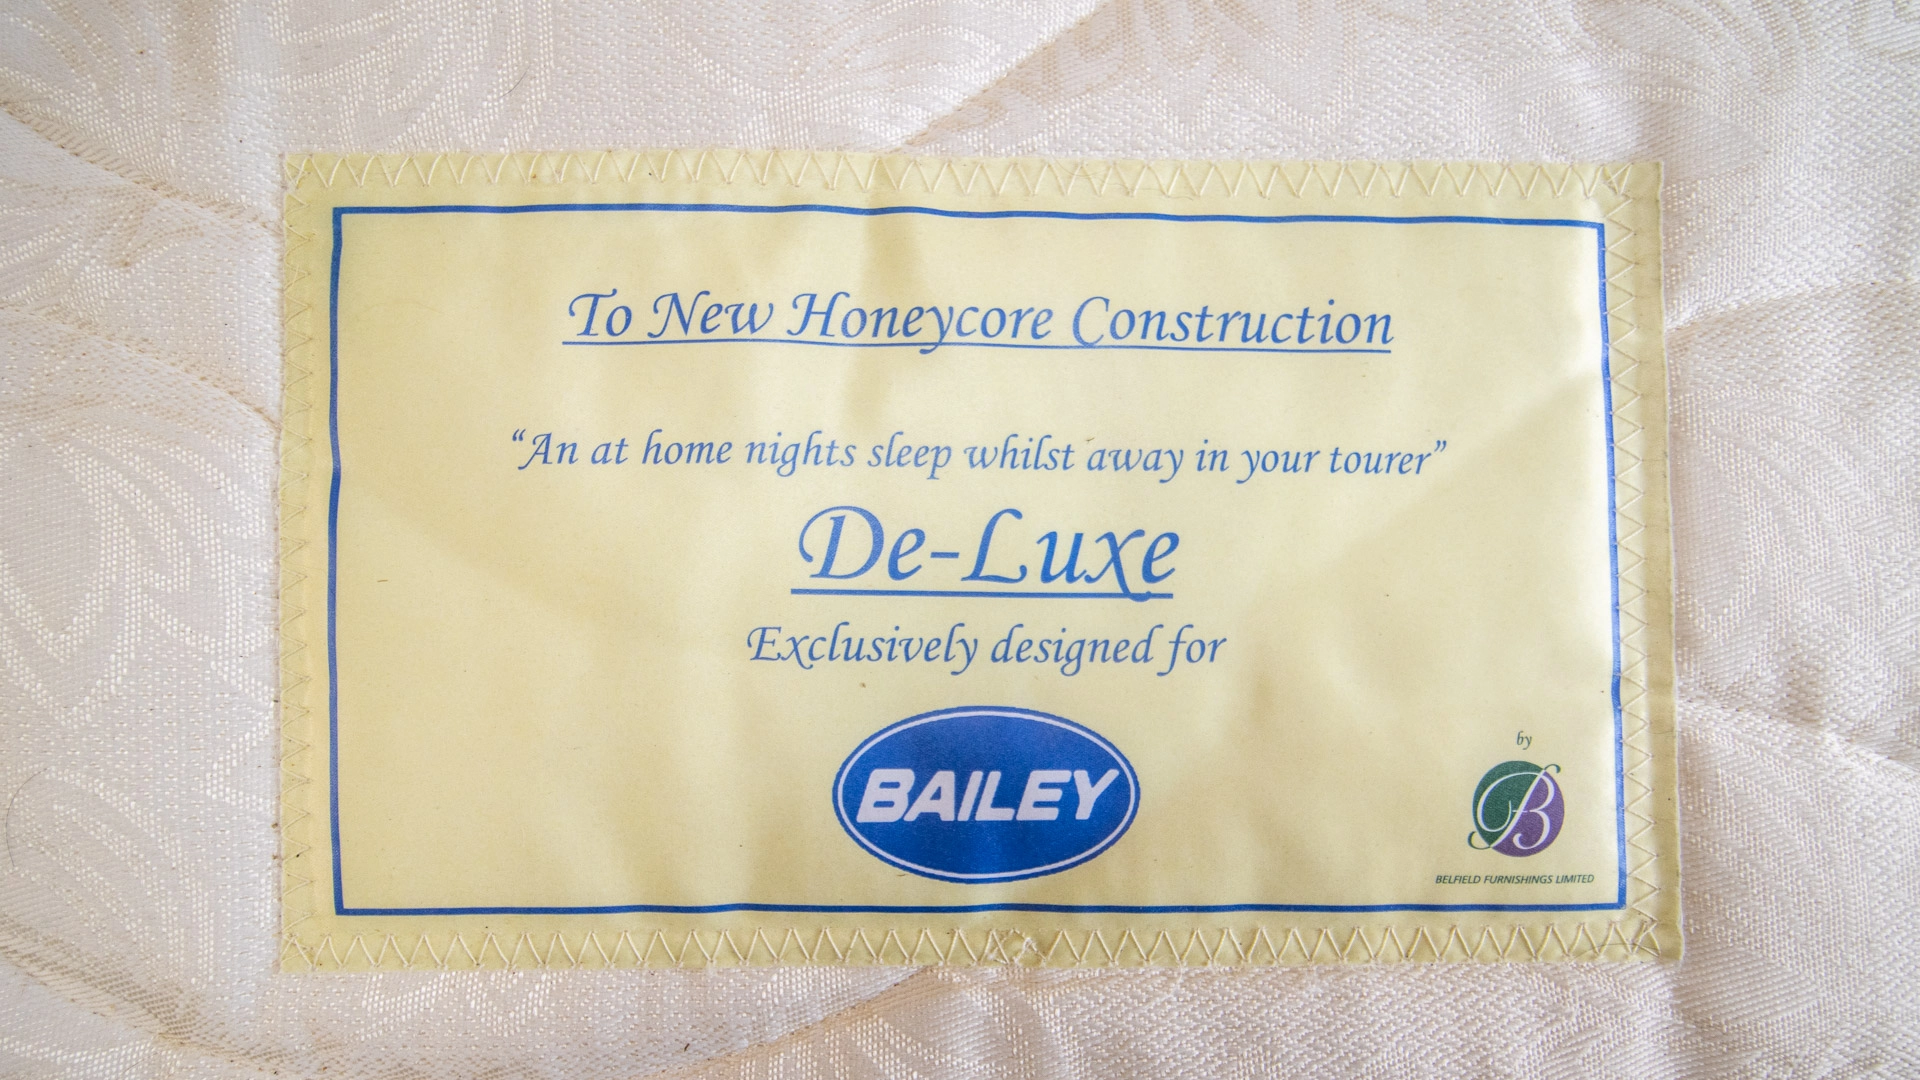 To New Honeycore Construction
“An at home nights sleep whilst away in your tourer”
De-Luxe
Exclusively designed for
BAILEY
by
B
BELFIELD FURNISHINGS LIMITED